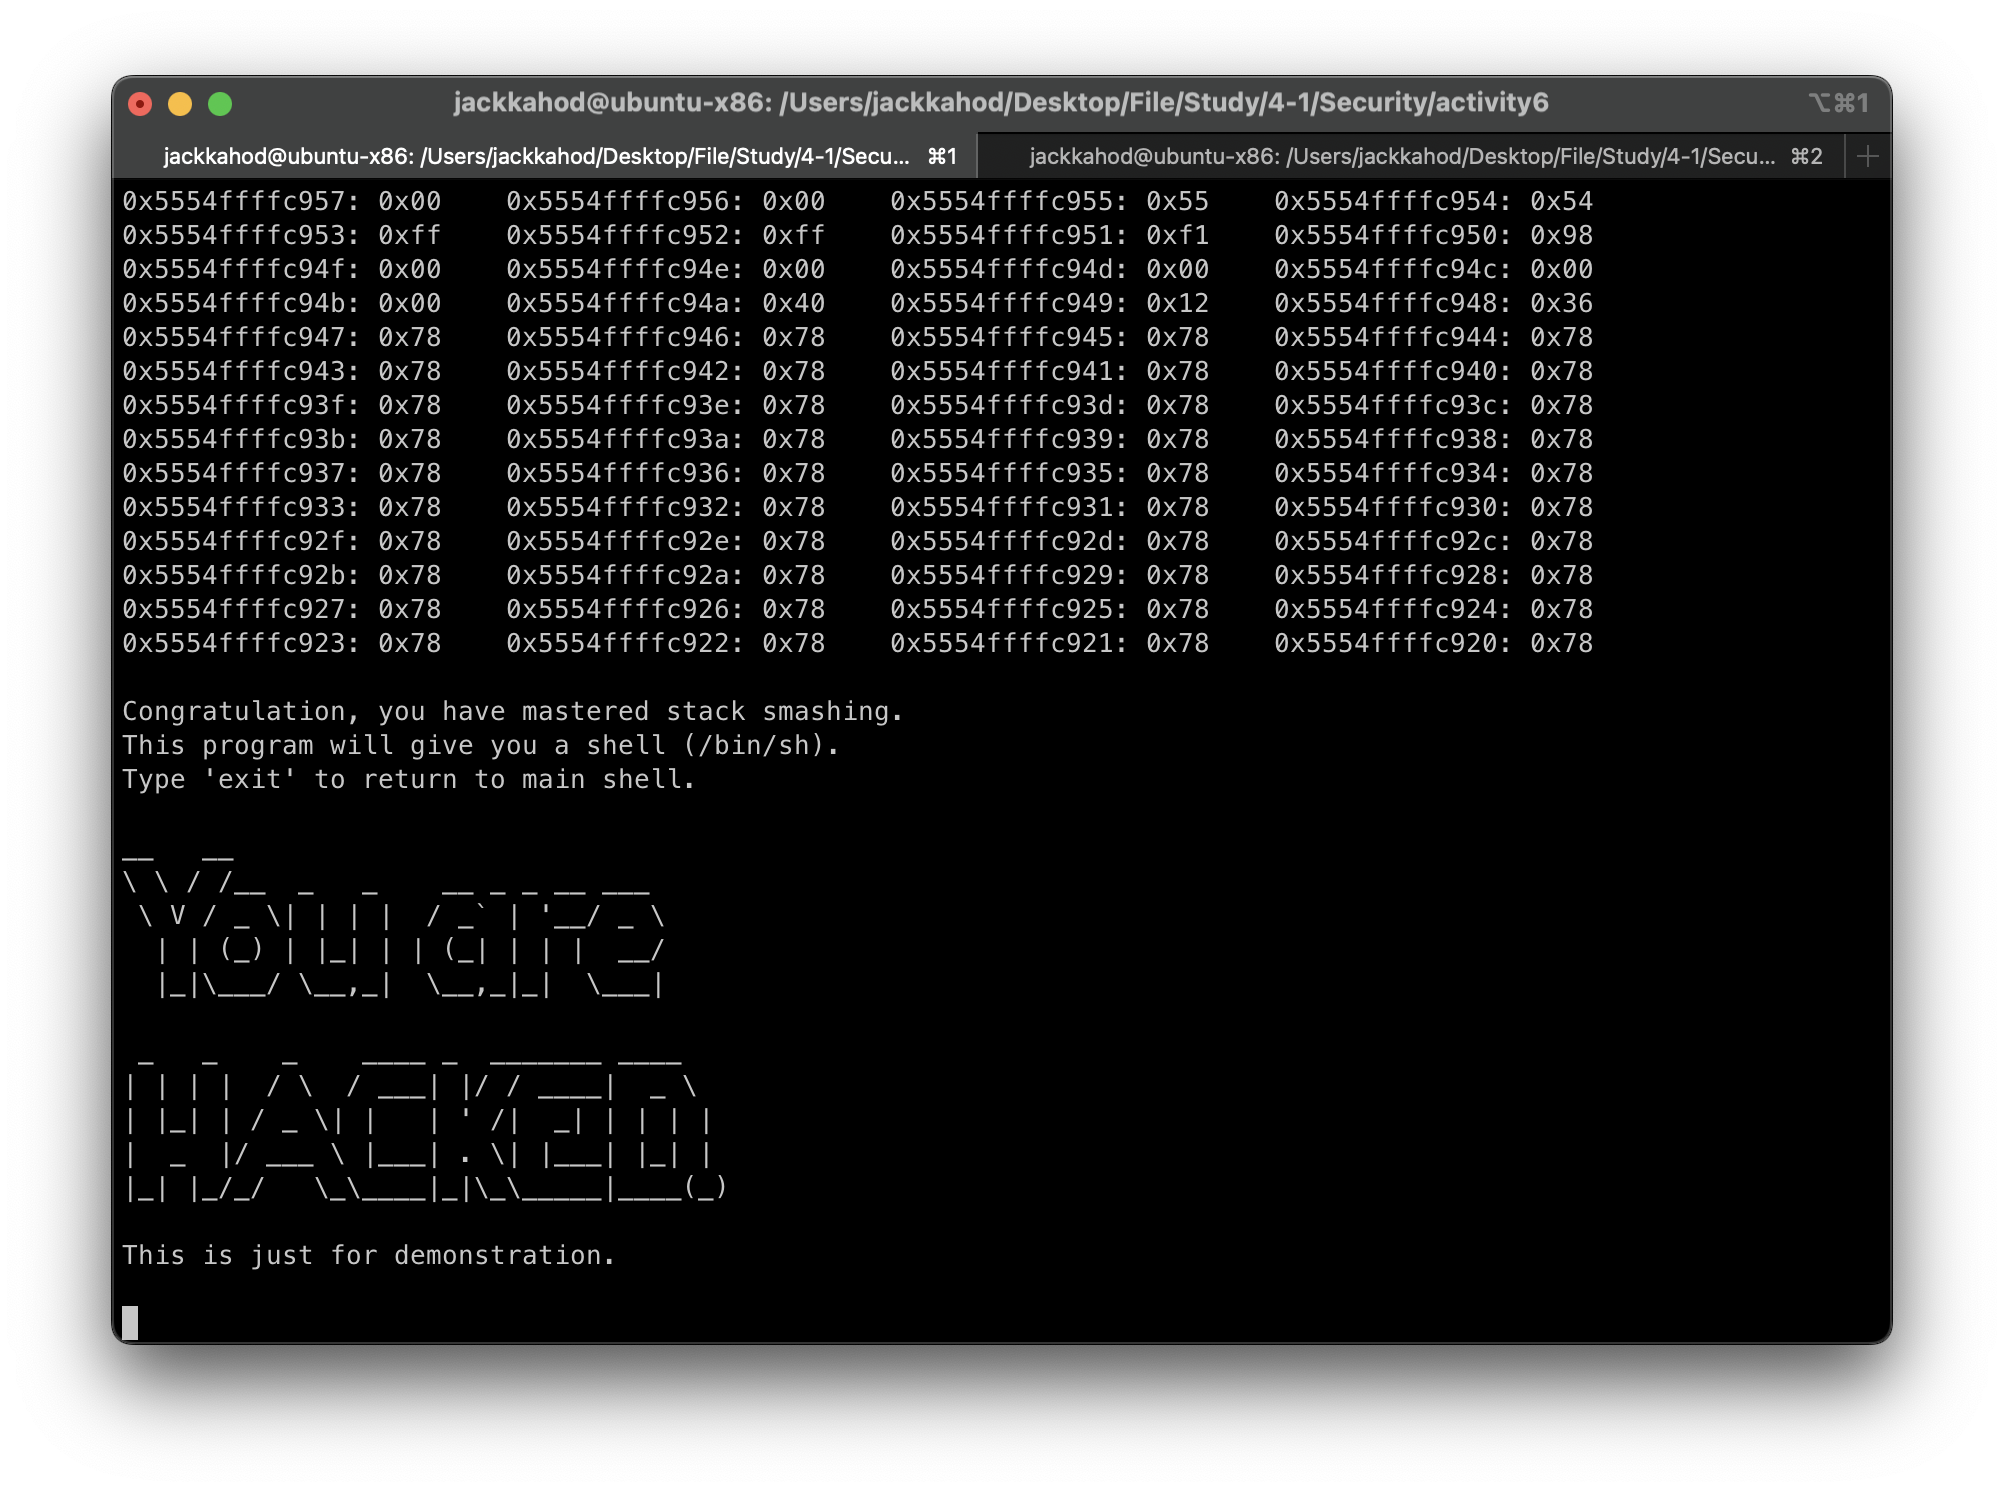 jackkahod@ubuntu-x86: /Users/jackkahod/Desktop/File/Study/4-1/Security/activity6 ⌥⌘1
jackkahod@ubuntu-x86: /Users/jackkahod/Desktop/File/Study/4-1/Secu... ⌘1 jackkahod@ubuntu-x86: /Users/jackkahod/Desktop/File/Study/4-1/Secu... ⌘2 +
0x5554ffffc957: 0x00    0x5554ffffc956: 0x00    0x5554ffffc955: 0x55    0x5554ffffc954: 0x54
0x5554ffffc953: 0xff    0x5554ffffc952: 0xff    0x5554ffffc951: 0xf1    0x5554ffffc950: 0x98
0x5554ffffc94f: 0x00    0x5554ffffc94e: 0x00    0x5554ffffc94d: 0x00    0x5554ffffc94c: 0x00
0x5554ffffc94b: 0x00    0x5554ffffc94a: 0x40    0x5554ffffc949: 0x12    0x5554ffffc948: 0x36
0x5554ffffc947: 0x78    0x5554ffffc946: 0x78    0x5554ffffc945: 0x78    0x5554ffffc944: 0x78
0x5554ffffc943: 0x78    0x5554ffffc942: 0x78    0x5554ffffc941: 0x78    0x5554ffffc940: 0x78
0x5554ffffc93f: 0x78    0x5554ffffc93e: 0x78    0x5554ffffc93d: 0x78    0x5554ffffc93c: 0x78
0x5554ffffc93b: 0x78    0x5554ffffc93a: 0x78    0x5554ffffc939: 0x78    0x5554ffffc938: 0x78
0x5554ffffc937: 0x78    0x5554ffffc936: 0x78    0x5554ffffc935: 0x78    0x5554ffffc934: 0x78
0x5554ffffc933: 0x78    0x5554ffffc932: 0x78    0x5554ffffc931: 0x78    0x5554ffffc930: 0x78
0x5554ffffc92f: 0x78    0x5554ffffc92e: 0x78    0x5554ffffc92d: 0x78    0x5554ffffc92c: 0x78
0x5554ffffc92b: 0x78    0x5554ffffc92a: 0x78    0x5554ffffc929: 0x78    0x5554ffffc928: 0x78
0x5554ffffc927: 0x78    0x5554ffffc926: 0x78    0x5554ffffc925: 0x78    0x5554ffffc924: 0x78
0x5554ffffc923: 0x78    0x5554ffffc922: 0x78    0x5554ffffc921: 0x78    0x5554ffffc920: 0x78
Congratulation, you have mastered stack smashing.
This program will give you a shell (/bin/sh).
Type 'exit' to return to main shell.
You are
HACKED.
This is just for demonstration.